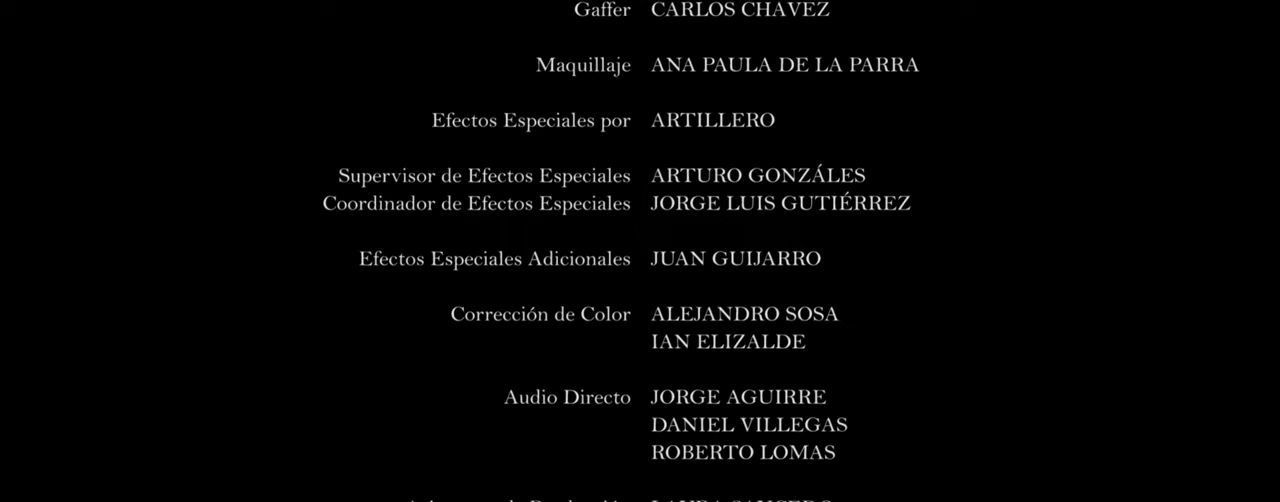 Gaffer CARLOS CHÁVEZ
Maquillaje ANA PAULA DE LA PARRA
Efectos Especiales por ARTILLERO
Supervisor de Efectos Especiales ARTURO GONZÁLES
Coordinador de Efectos Especiales JORGE LUIS GUTIÉRREZ
Efectos Especiales Adicionales JUAN GUIJARRO
Corrección de Color ALEJANDRO SOSA
IAN ELIZALDE
Audio Directo JORGE AGUIRRE
DANIEL VILLEGAS
ROBERTO LOMAS